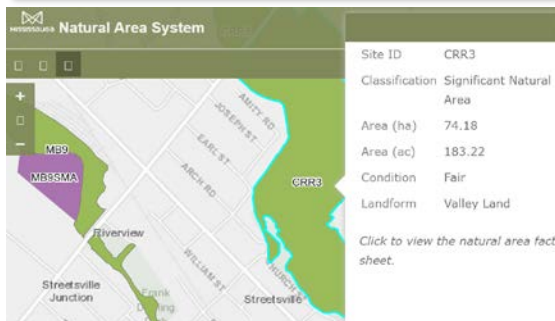 MISSISSAUGA Natural Area System
Site ID CRR3
Classification Significant Natural
Area
Area (ha) 74.18
Area (ac) 183.22
Condition Fair
Landform Valley Land
Click to view the natural area fact
sheet.
+
−
AMITY RD
JOSEPH ST
EARL ST
ARCH RD
MB9
MB9SMA
CRR3
Riverview
WILLIAM ST
HURCH S
Streetsville
Junction
Frank
Streetsville